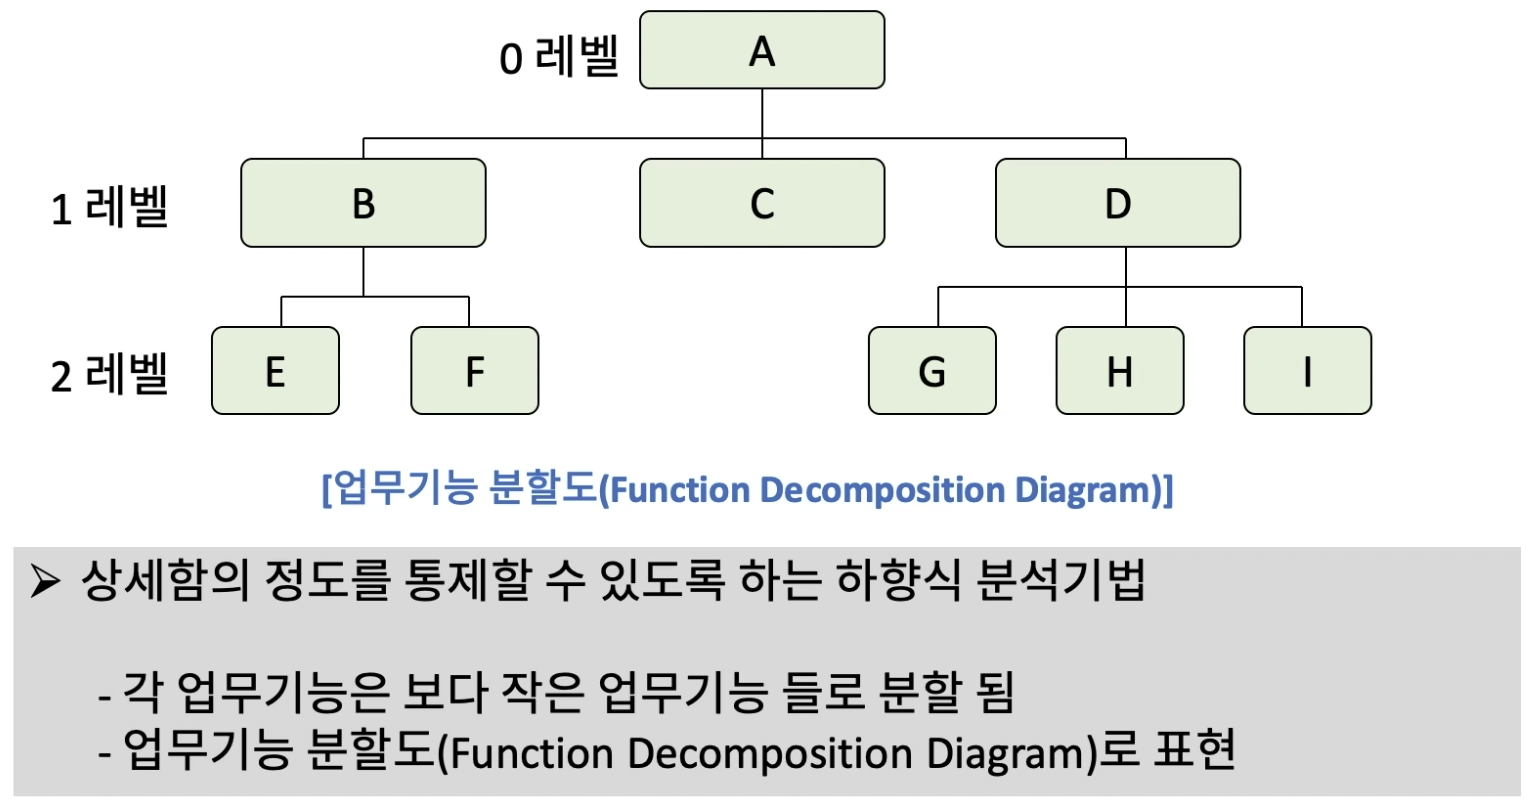 0 레벨
A
1 레벨
B
C
D
2 레벨
E
F
G
H
I
[업무기능 분할도(Function Decomposition Diagram)]
➢ 상세함의 정도를 통제할 수 있도록 하는 하향식 분석기법
- 각 업무기능은 보다 작은 업무기능 들로 분할 됨
- 업무기능 분할도(Function Decomposition Diagram)로 표현